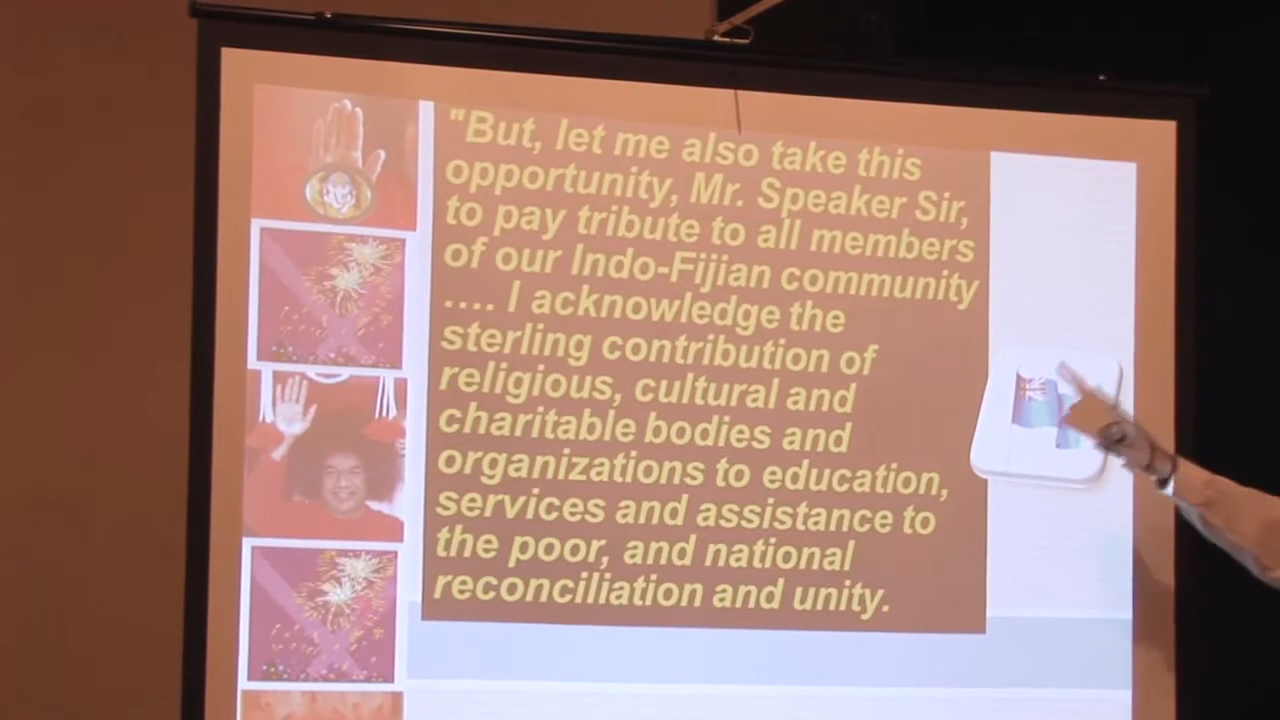 "But, let me also take this
opportunity, Mr. Speaker Sir,
to pay tribute to all members
of our Indo-Fijian community
.... I acknowledge the
sterling contribution of
religious, cultural and
charitable bodies and
organizations to education,
services and assistance to
the poor, and national
reconciliation and unity.